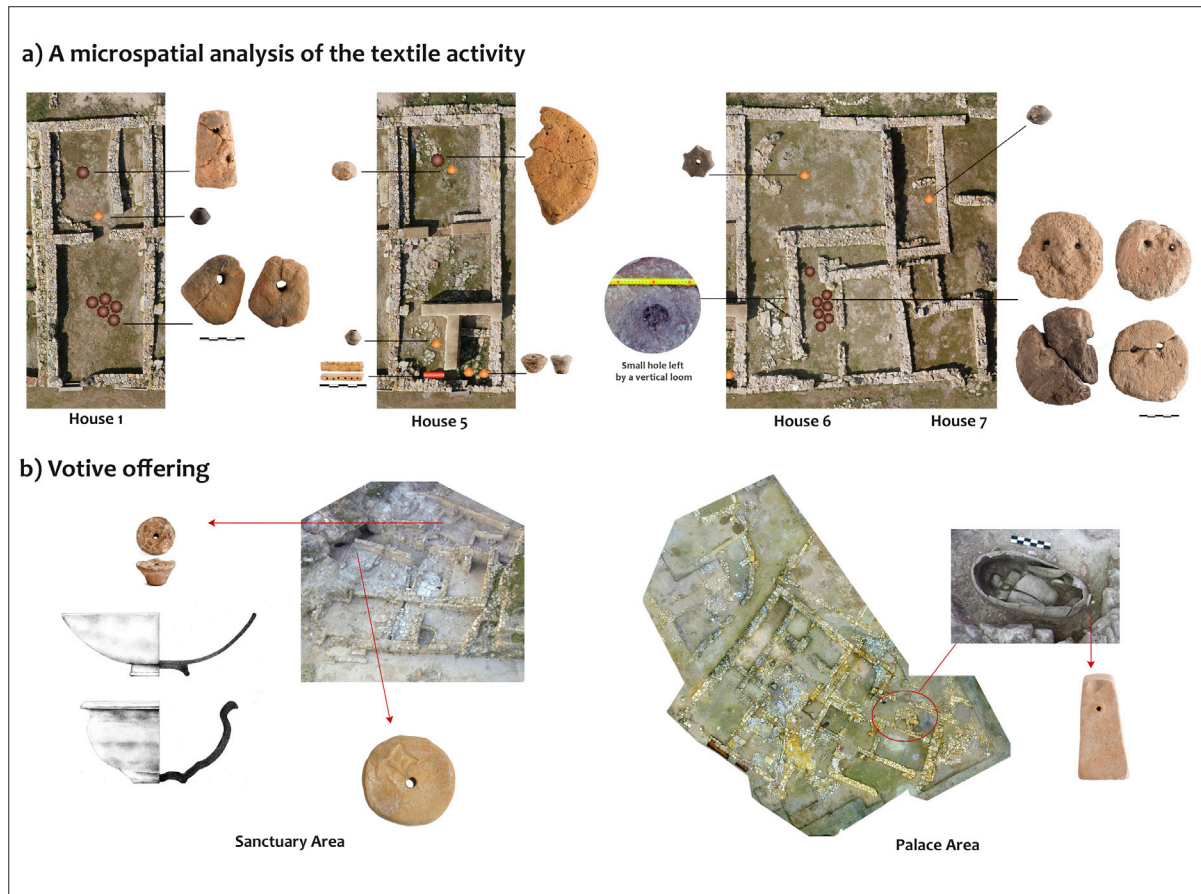 a) A microspatial analysis of the textile activity
Small hole left
by a vertical loom
House 1
House 5
House 6
House 7
b) Votive offering
Sanctuary Area
Palace Area